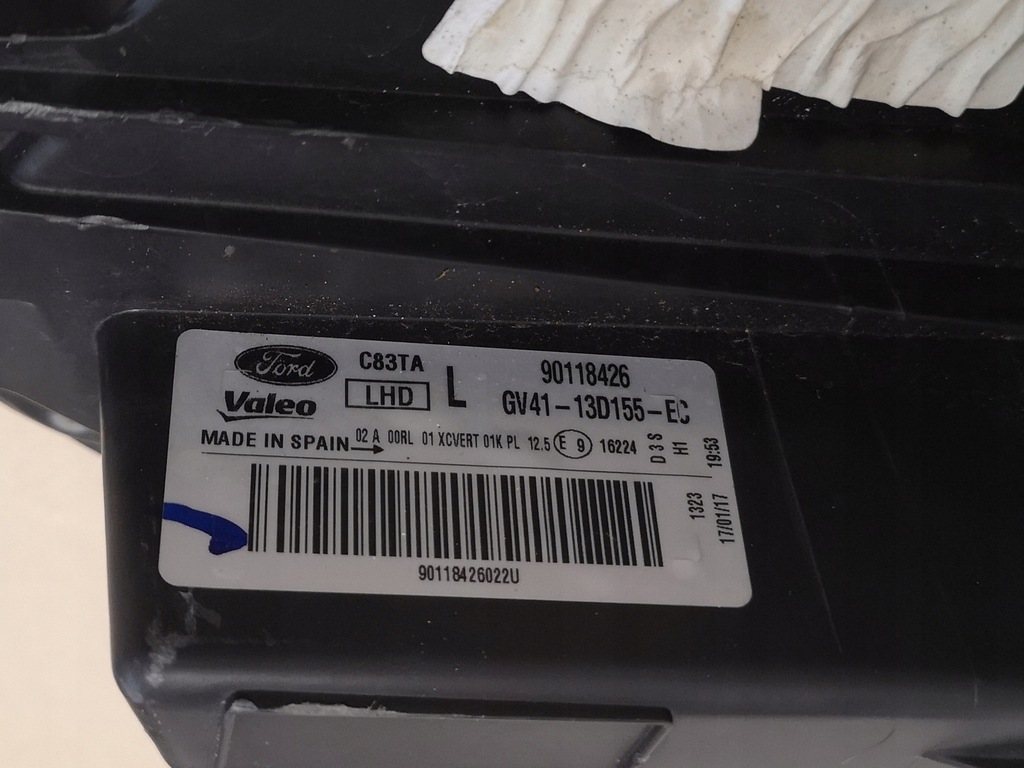 Ford C83TA 90118426
Valeo LHD L GV41-13D155-EC
MADE IN SPAIN 02 A 00RL 01 XCVERT 01K PL 12.5 E 9 16224
D3S
H1
19:53
1323
17/01/17
90118426022U